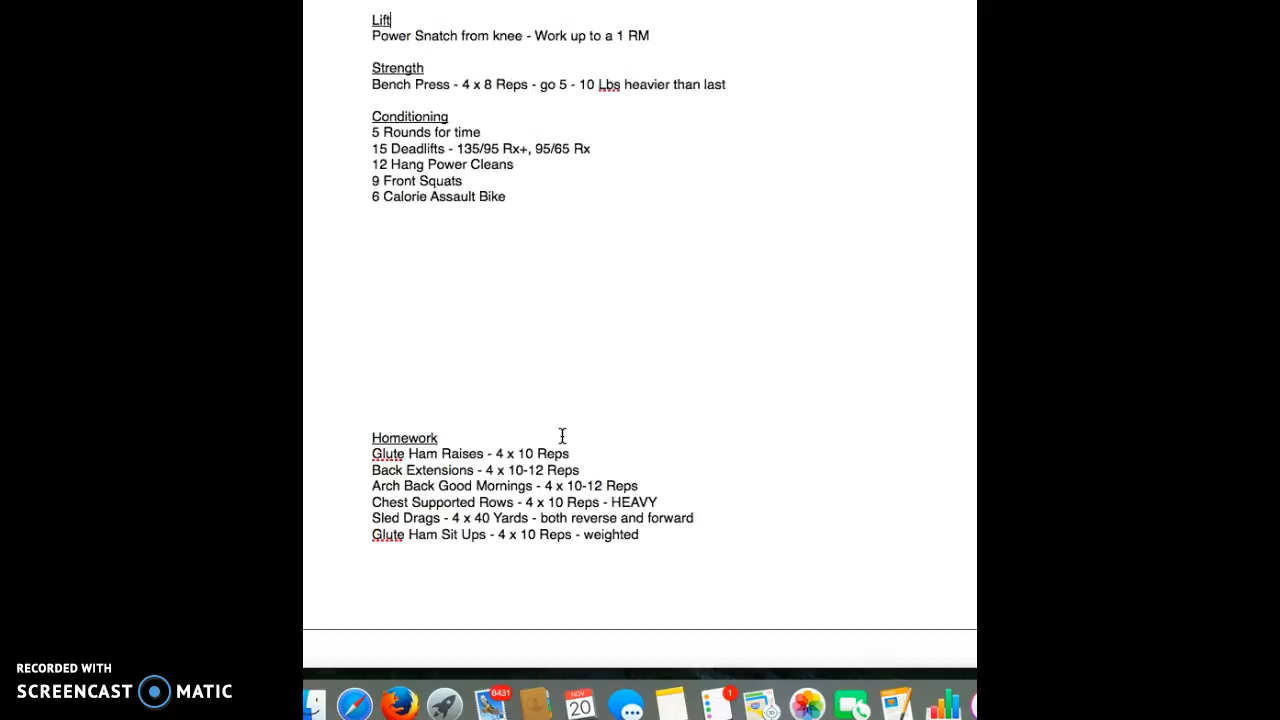 Lift
Power Snatch from knee - Work up to a 1 RM
Strength
Bench Press - 4 x 8 Reps - go 5 - 10 Lbs heavier than last
Conditioning
5 Rounds for time
15 Deadlifts - 135/95 Rx+, 95/65 Rx
12 Hang Power Cleans
9 Front Squats
6 Calorie Assault Bike
Homework
Glute Ham Raises - 4 x 10 Reps
Back Extensions - 4 x 10-12 Reps
Arch Back Good Mornings - 4 x 10-12 Reps
Chest Supported Rows - 4 x 10 Reps - HEAVY
Sled Drags - 4 x 40 Yards - both reverse and forward
Glute Ham Sit Ups - 4 x 10 Reps - weighted
RECORDED WITH
SCREENCAST MATIC
6431
NOV
20
1